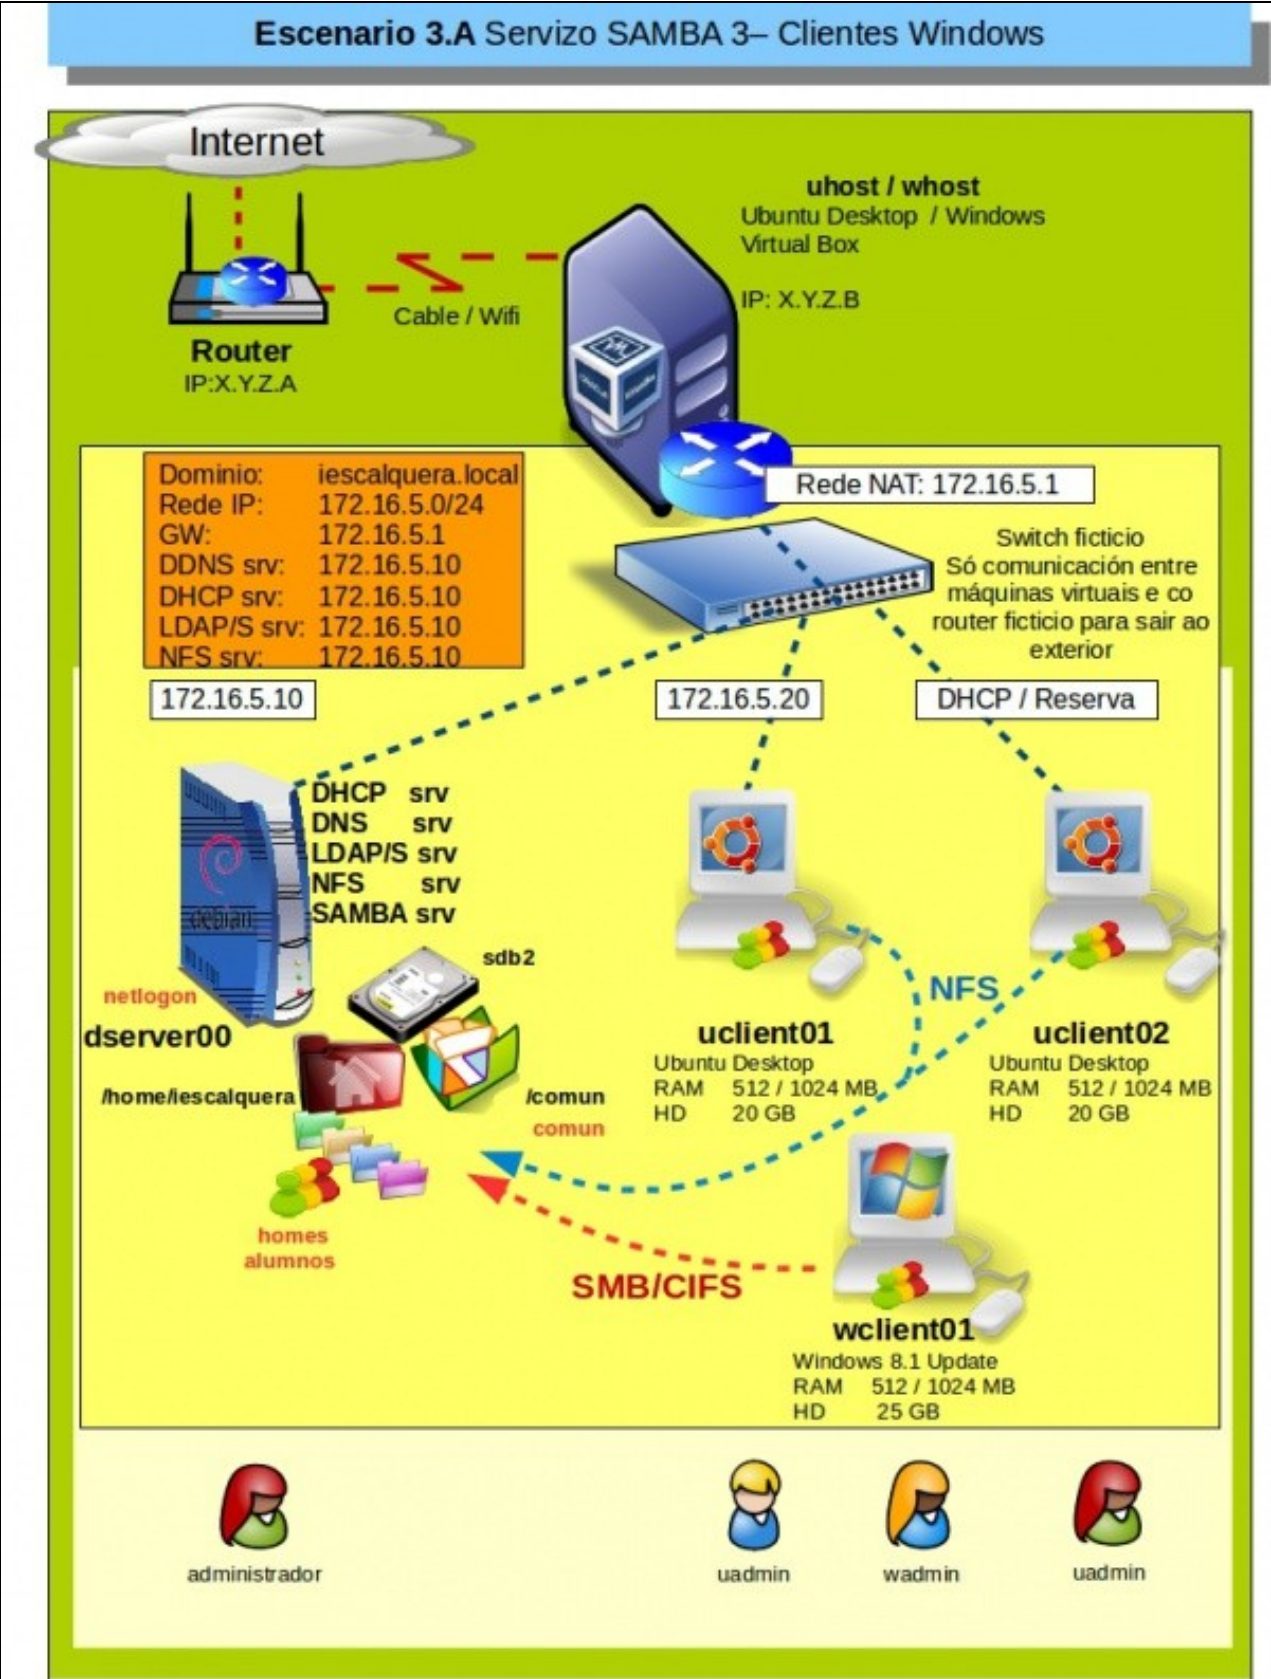 Escenario 3.A Servizo SAMBA 3– Clientes Windows
Internet
uhost / whost
Ubuntu Desktop / Windows
Virtual Box
IP: X.Y.Z.B
Cable / Wifi
Router
IP:X.Y.Z.A
Dominio: iescalquera.local
Rede IP: 172.16.5.0/24
GW: 172.16.5.1
DDNS srv: 172.16.5.10
DHCP srv: 172.16.5.10
LDAP/S srv: 172.16.5.10
NFS srv: 172.16.5.10
Rede NAT: 172.16.5.1
Switch ficticio
Só comunicación entre
máquinas virtuais e co
router ficticio para sair ao
exterior
172.16.5.10
172.16.5.20
DHCP / Reserva
DHCP srv
DNS srv
LDAP/S srv
NFS srv
SAMBA srv
debian
sdb2
netlogon
dserver00
/home/iescalquera
/comun
comun
homes
alumnos
NFS
uclient01
Ubuntu Desktop
RAM 512 / 1024 MB
HD 20 GB
uclient02
Ubuntu Desktop
RAM 512 / 1024 MB
HD 20 GB
SMB/CIFS
wclient01
Windows 8.1 Update
RAM 512 / 1024 MB
HD 25 GB
administrador
uadmin
wadmin
uadmin